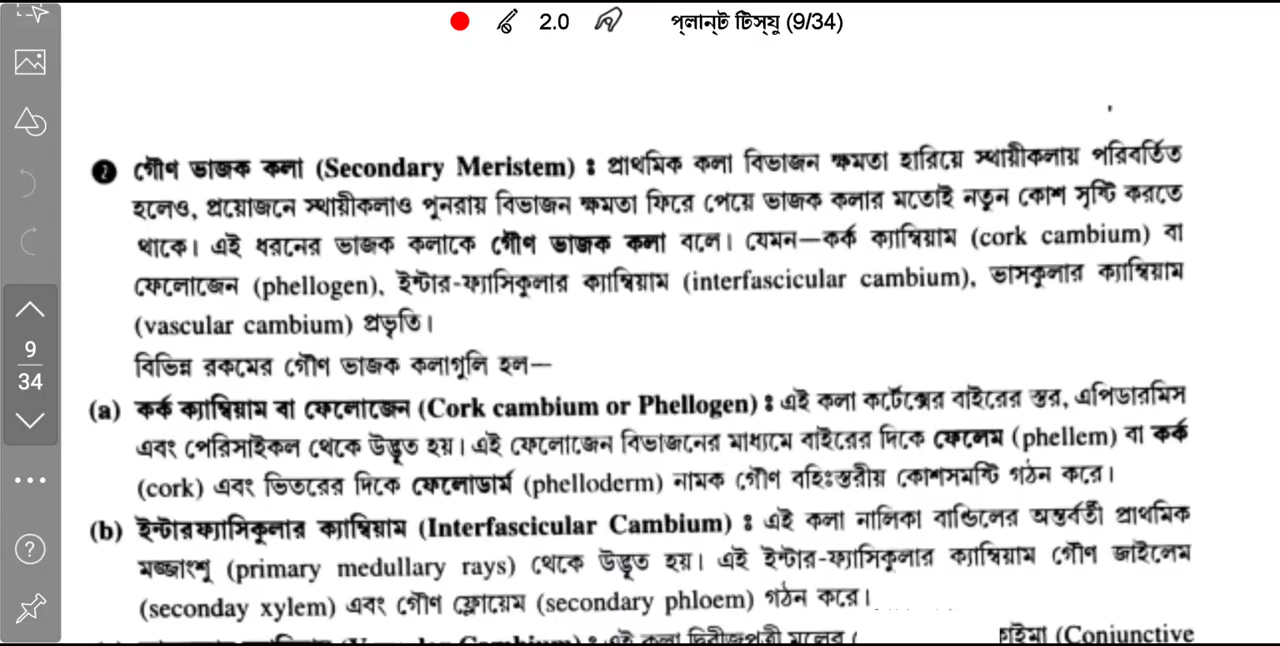 2.0 প্লান্ট টিস্যু (9/34)
❷ গৌণ ভাজক কলা (Secondary Meristem) ঃ প্রাথমিক কলা বিভাজন ক্ষমতা হারিয়ে স্থায়ীকলায় পরিবর্তিত
হলেও, প্রয়োজনে স্থায়ীকলাও পুনরায় বিভাজন ক্ষমতা ফিরে পেয়ে ভাজক কলার মতোই নতুন কোশ সৃষ্টি করতে
থাকে। এই ধরনের ভাজক কলাকে গৌণ ভাজক কলা বলে। যেমন—কর্ক ক্যাম্বিয়াম (cork cambium) বা
ফেলোজেন (phellogen), ইন্টার-ফ্যাসিকুলার ক্যাম্বিয়াম (interfascicular cambium), ভাসকুলার ক্যাম্বিয়াম
(vascular cambium) প্রভৃতি।
বিভিন্ন রকমের গৌণ ভাজক কলাগুলি হল—
(a) কর্ক ক্যাম্বিয়াম বা ফেলোজেন (Cork cambium or Phellogen) ঃ এই কলা কর্টেক্সের বাইরের স্তর, এপিডারমিস
এবং পেরিসাইকল থেকে উদ্ভূত হয়। এই ফেলোজেন বিভাজনের মাধ্যমে বাইরের দিকে ফেলেম (phellem) বা কর্ক
(cork) এবং ভিতরের দিকে ফেলোডার্ম (phelloderm) নামক গৌণ বহিঃস্তরীয় কোশসমষ্টি গঠন করে।
(b) ইন্টারফ্যাসিকুলার ক্যাম্বিয়াম (Interfascicular Cambium) ঃ এই কলা নালিকা বান্ডিলের অন্তর্বর্তী প্রাথমিক
মজ্জাংশু (primary medullary rays) থেকে উদ্ভূত হয়। এই ইন্টার-ফ্যাসিকুলার ক্যাম্বিয়াম গৌণ জাইলেম
(seconday xylem) এবং গৌণ ফ্লোয়েম (secondary phloem) গঠন করে।
এই কলা দ্বিবীজপত্রী মূলের (Conjunctive
9
34